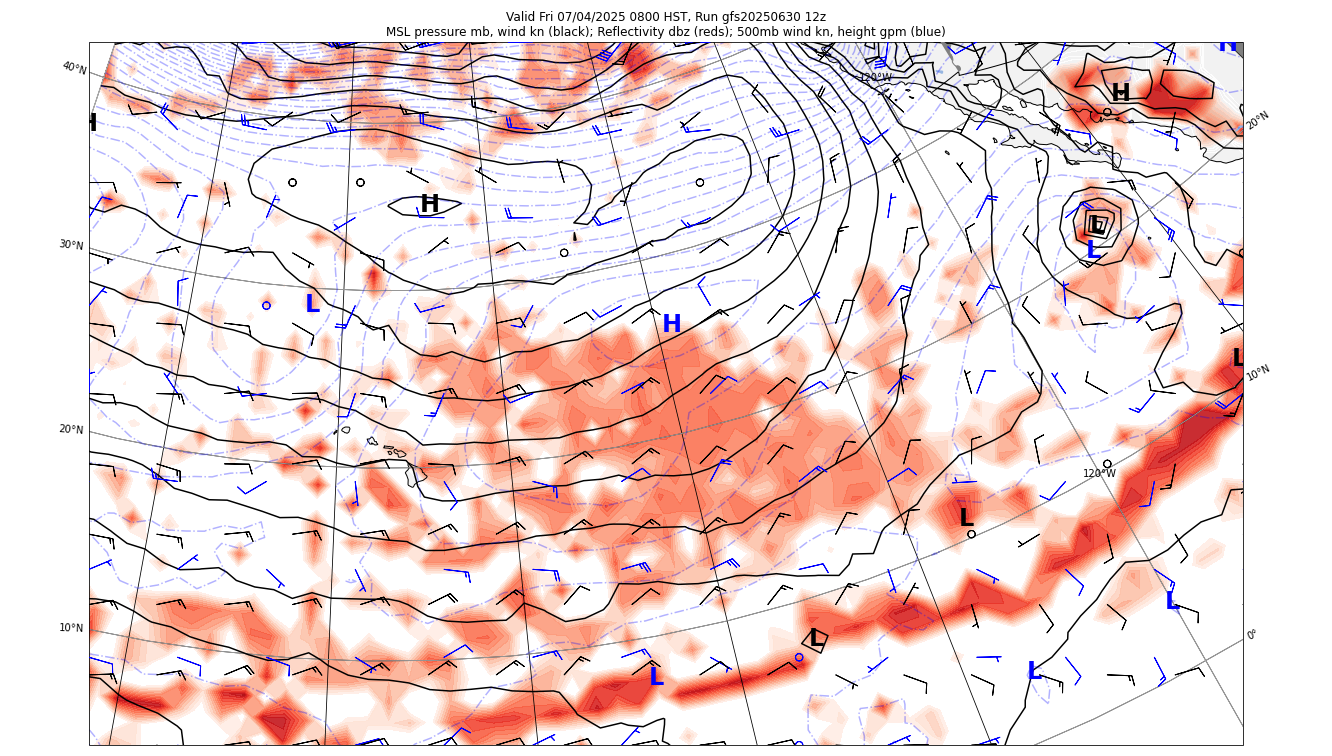 Valid Fri 07/04/2025 0800 HST, Run gfs20250630 12z
MSL pressure mb, wind kn (black); Reflectivity dbz (reds); 500mb wind kn, height gpm (blue)
H
40°N
120°W
H
20°N
H
H
L
30°N
L
L
H
L
10°N
20°N
120°W
L
L
10°N
L
0°
L
L